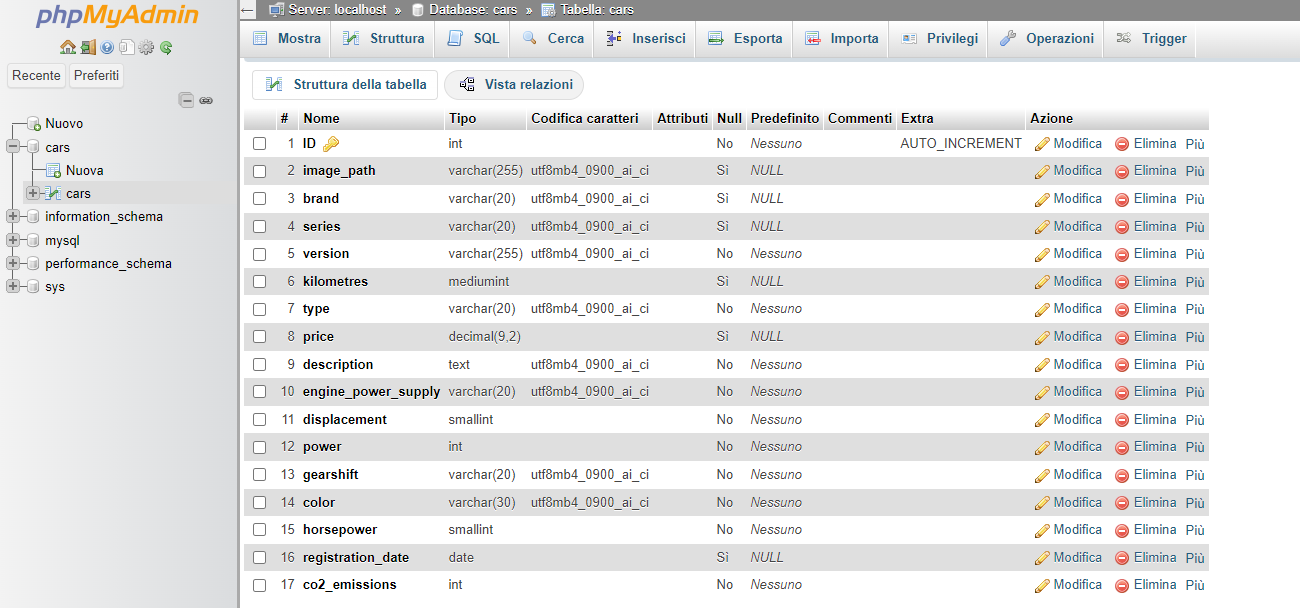 phpMyAdmin
Recente Preferiti
Nuovo
cars
Nuova
cars
information_schema
mysql
performance_schema
sys
← Server: localhost » Database: cars » Tabella: cars
Mostra Struttura SQL Cerca Inserisci Esporta Importa Privilegi Operazioni Trigger
Struttura della tabella Vista relazioni
# Nome Tipo Codifica caratteri Attributi Null Predefinito Commenti Extra Azione
1 ID int No Nessuno AUTO_INCREMENT Modifica Elimina Più
2 image_path varchar(255) utf8mb4_0900_ai_ci Sì NULL Modifica Elimina Più
3 brand varchar(20) utf8mb4_0900_ai_ci Sì NULL Modifica Elimina Più
4 series varchar(20) utf8mb4_0900_ai_ci Sì NULL Modifica Elimina Più
5 version varchar(255) utf8mb4_0900_ai_ci No Nessuno Modifica Elimina Più
6 kilometres mediumint Sì NULL Modifica Elimina Più
7 type varchar(20) utf8mb4_0900_ai_ci No Nessuno Modifica Elimina Più
8 price decimal(9,2) Sì NULL Modifica Elimina Più
9 description text utf8mb4_0900_ai_ci No Nessuno Modifica Elimina Più
10 engine_power_supply varchar(20) utf8mb4_0900_ai_ci No Nessuno Modifica Elimina Più
11 displacement smallint No Nessuno Modifica Elimina Più
12 power int No Nessuno Modifica Elimina Più
13 gearshift varchar(20) utf8mb4_0900_ai_ci No Nessuno Modifica Elimina Più
14 color varchar(30) utf8mb4_0900_ai_ci No Nessuno Modifica Elimina Più
15 horsepower smallint No Nessuno Modifica Elimina Più
16 registration_date date Sì NULL Modifica Elimina Più
17 co2_emissions int No Nessuno Modifica Elimina Più